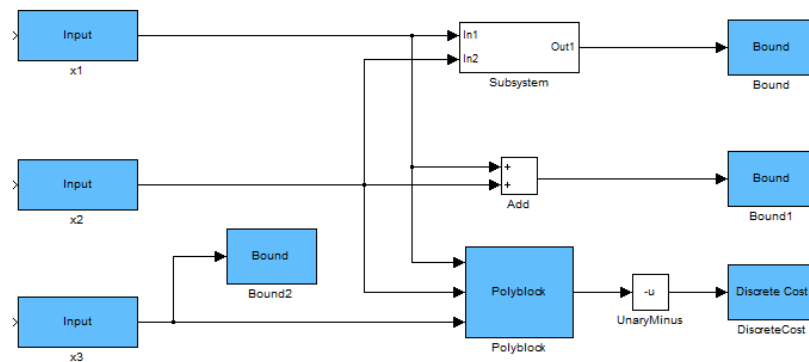 Input
x1
In1
In2
Out1
Subsystem
Bound
Bound
Input
x2
+
+
Add
Bound
Bound1
Bound
Bound2
Input
x3
Polyblock
Polyblock
-u
UnaryMinus
Discrete Cost
DiscreteCost